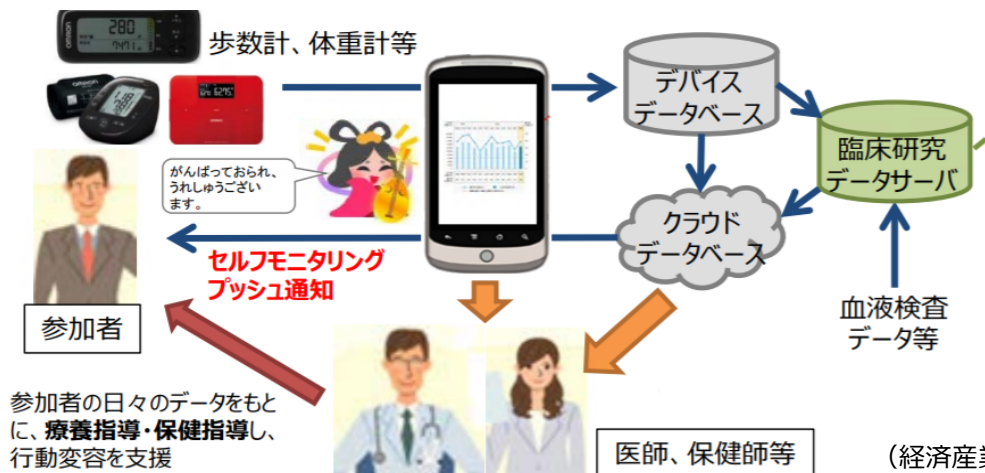 歩数計、体重計等
デバイス
データベース
臨床研究
データサーバ
がんばっておられ、
うれしゅうござい
ます。
クラウド
データベース
セルフモニタリング
プッシュ通知
血液検査
データ等
参加者
参加者の日々のデータをもと
に、療養指導・保健指導し、
行動変容を支援
医師、保健師等
（経済産業